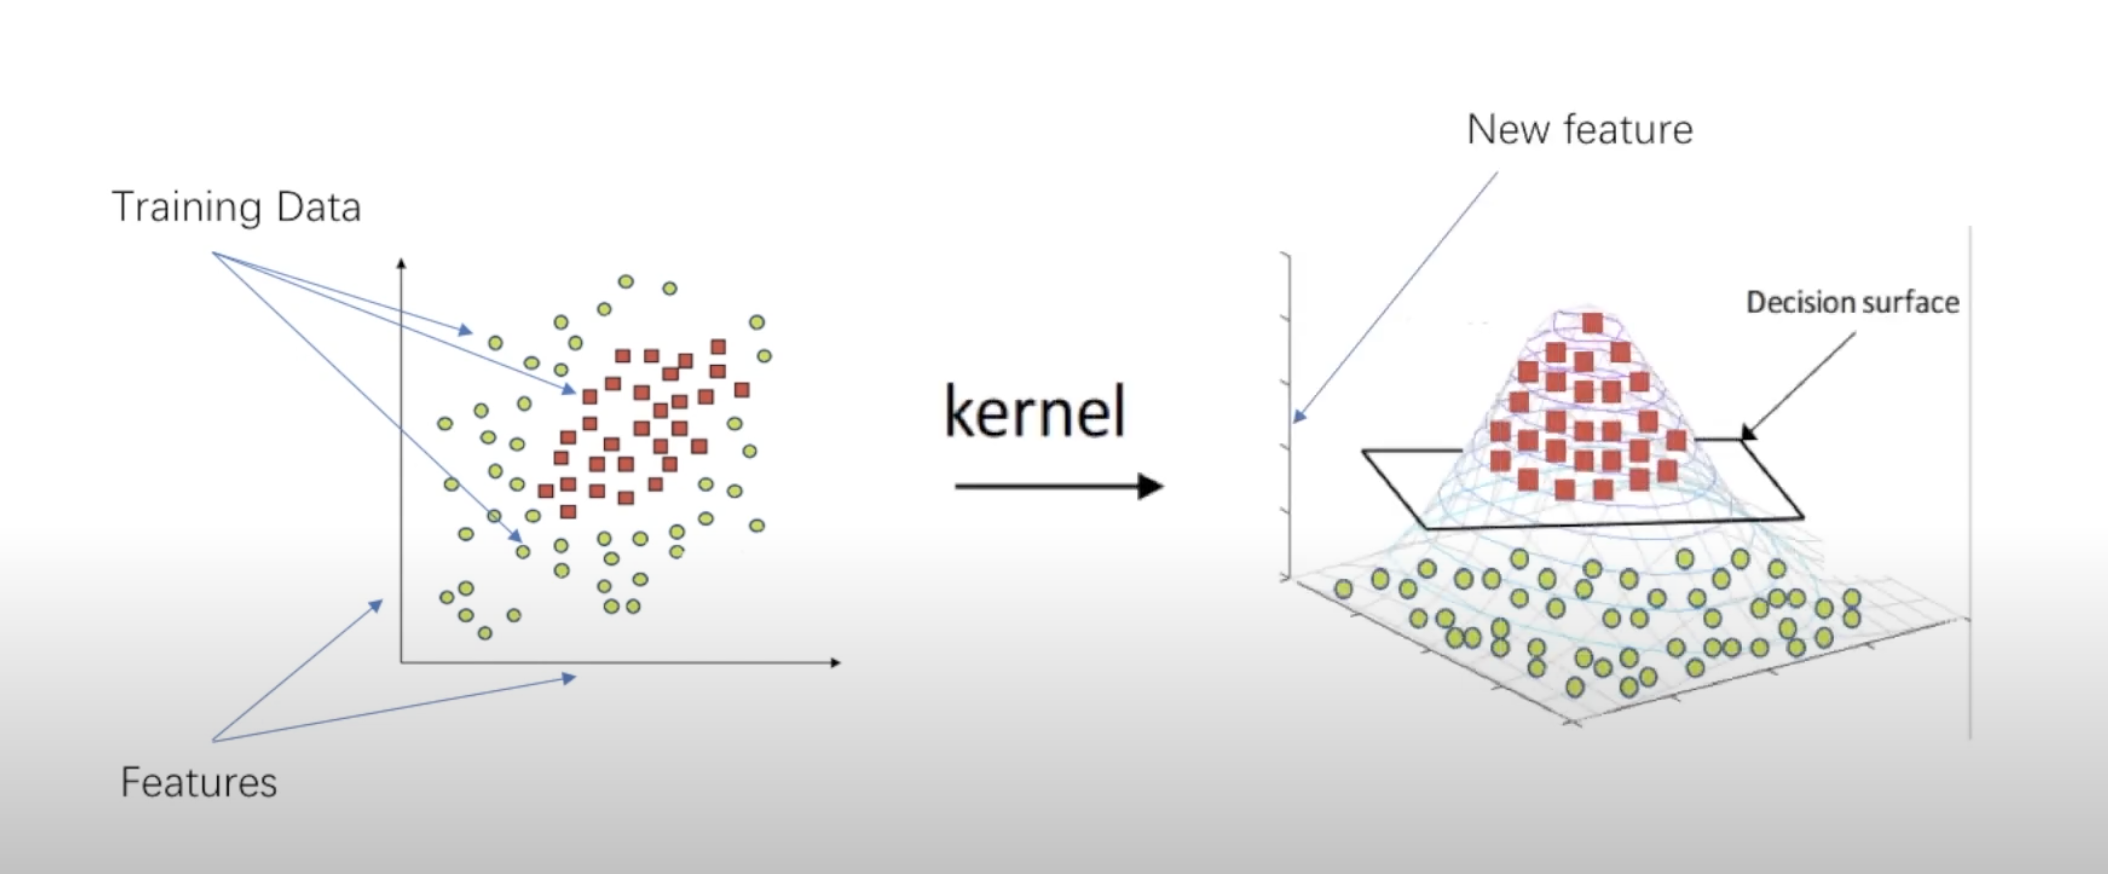 Training Data
Features
kernel
New feature
Decision surface